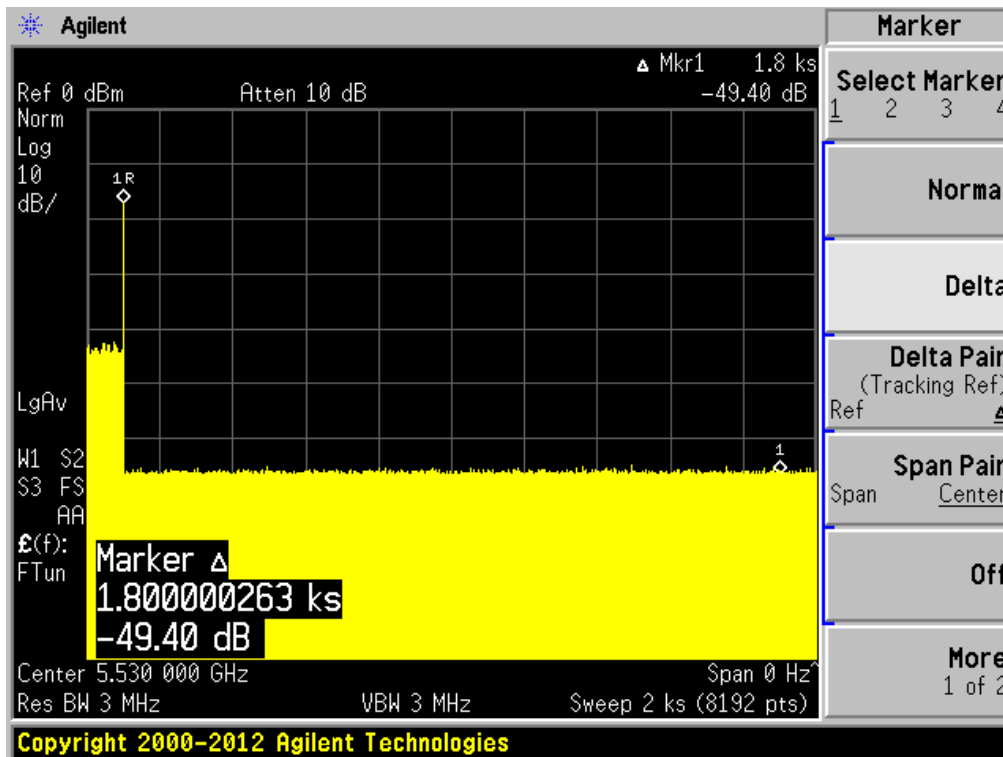 Agilent
Marker
Δ Mkr1 1.8 ks
Ref 0 dBm Atten 10 dB -49.40 dB
Norm
Log
10
dB/
1R
LgAv
W1 S2
S3 FS
AA
£(f):
FTun
1
Marker Δ
1.800000263 ks
-49.40 dB
Center 5.530 000 GHz Span 0 Hz^
Res BW 3 MHz VBW 3 MHz Sweep 2 ks (8192 pts)
Select Marker
1 2 3 4
Norma
Delta
Delta Pair
(Tracking Ref)
Ref Δ
Span Pair
Span Center
Off
More
1 of 2
Copyright 2000-2012 Agilent Technologies